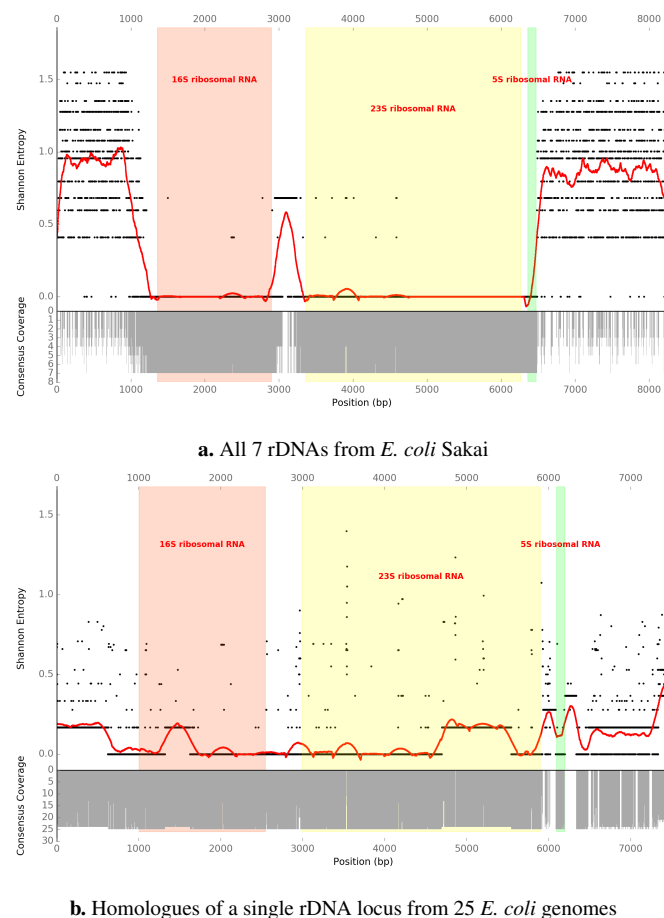 0 1000 2000 3000 4000 5000 6000 7000 8000
16S ribosomal RNA
5S ribosomal RNA
23S ribosomal RNA
Shannon Entropy
1.5
1.0
0.5
0.0
Consensus Coverage
0
1
2
3
4
5
6
7
8
0 1000 2000 3000 4000 5000 6000 7000 8000
Position (bp)
a. All 7 rDNAs from E. coli Sakai
0 1000 2000 3000 4000 5000 6000 7000
16S ribosomal RNA
5S ribosomal RNA
23S ribosomal RNA
Shannon Entropy
1.5
1.0
0.5
0.0
Consensus Coverage
0
5
10
15
20
25
30
0 1000 2000 3000 4000 5000 6000 7000
Position (bp)
b. Homologues of a single rDNA locus from 25 E. coli genomes